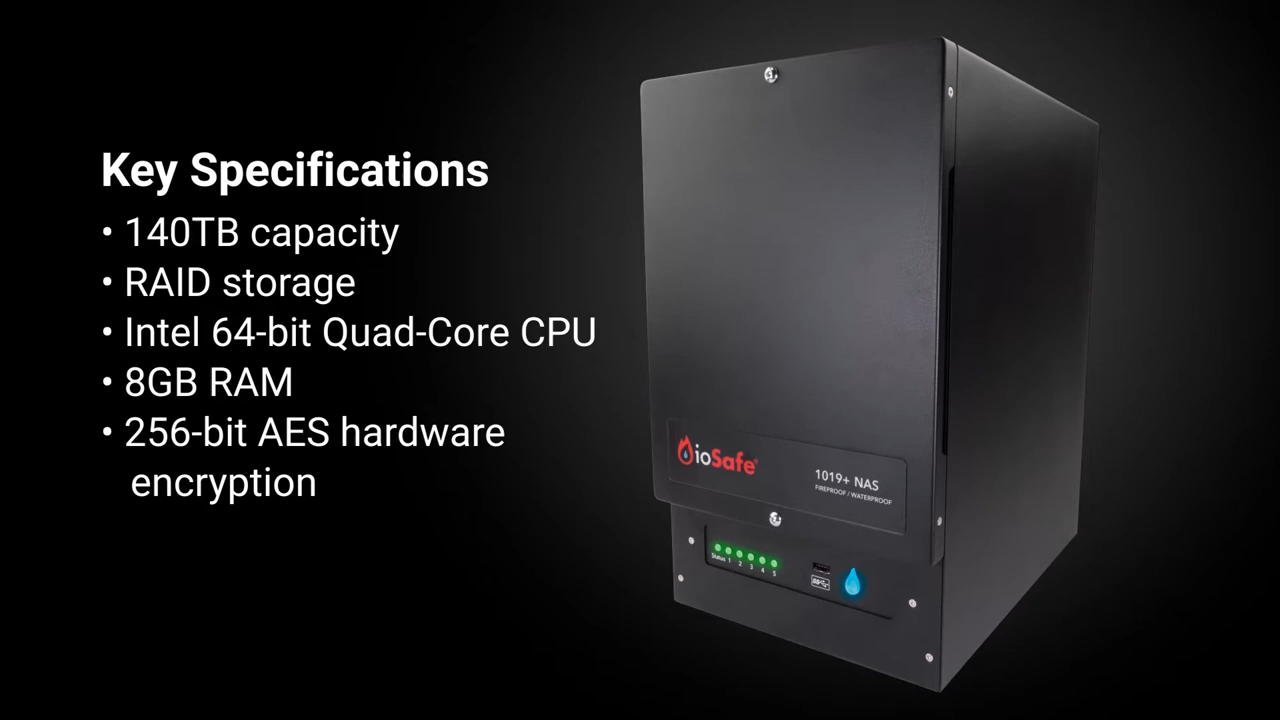 Key Specifications
• 140TB capacity
• RAID storage
• Intel 64-bit Quad-Core CPU
• 8GB RAM
• 256-bit AES hardware
encryption
ioSafe®
1019+ NAS
FIREPROOF / WATERPROOF
Status 1 2 3 4 5
SS